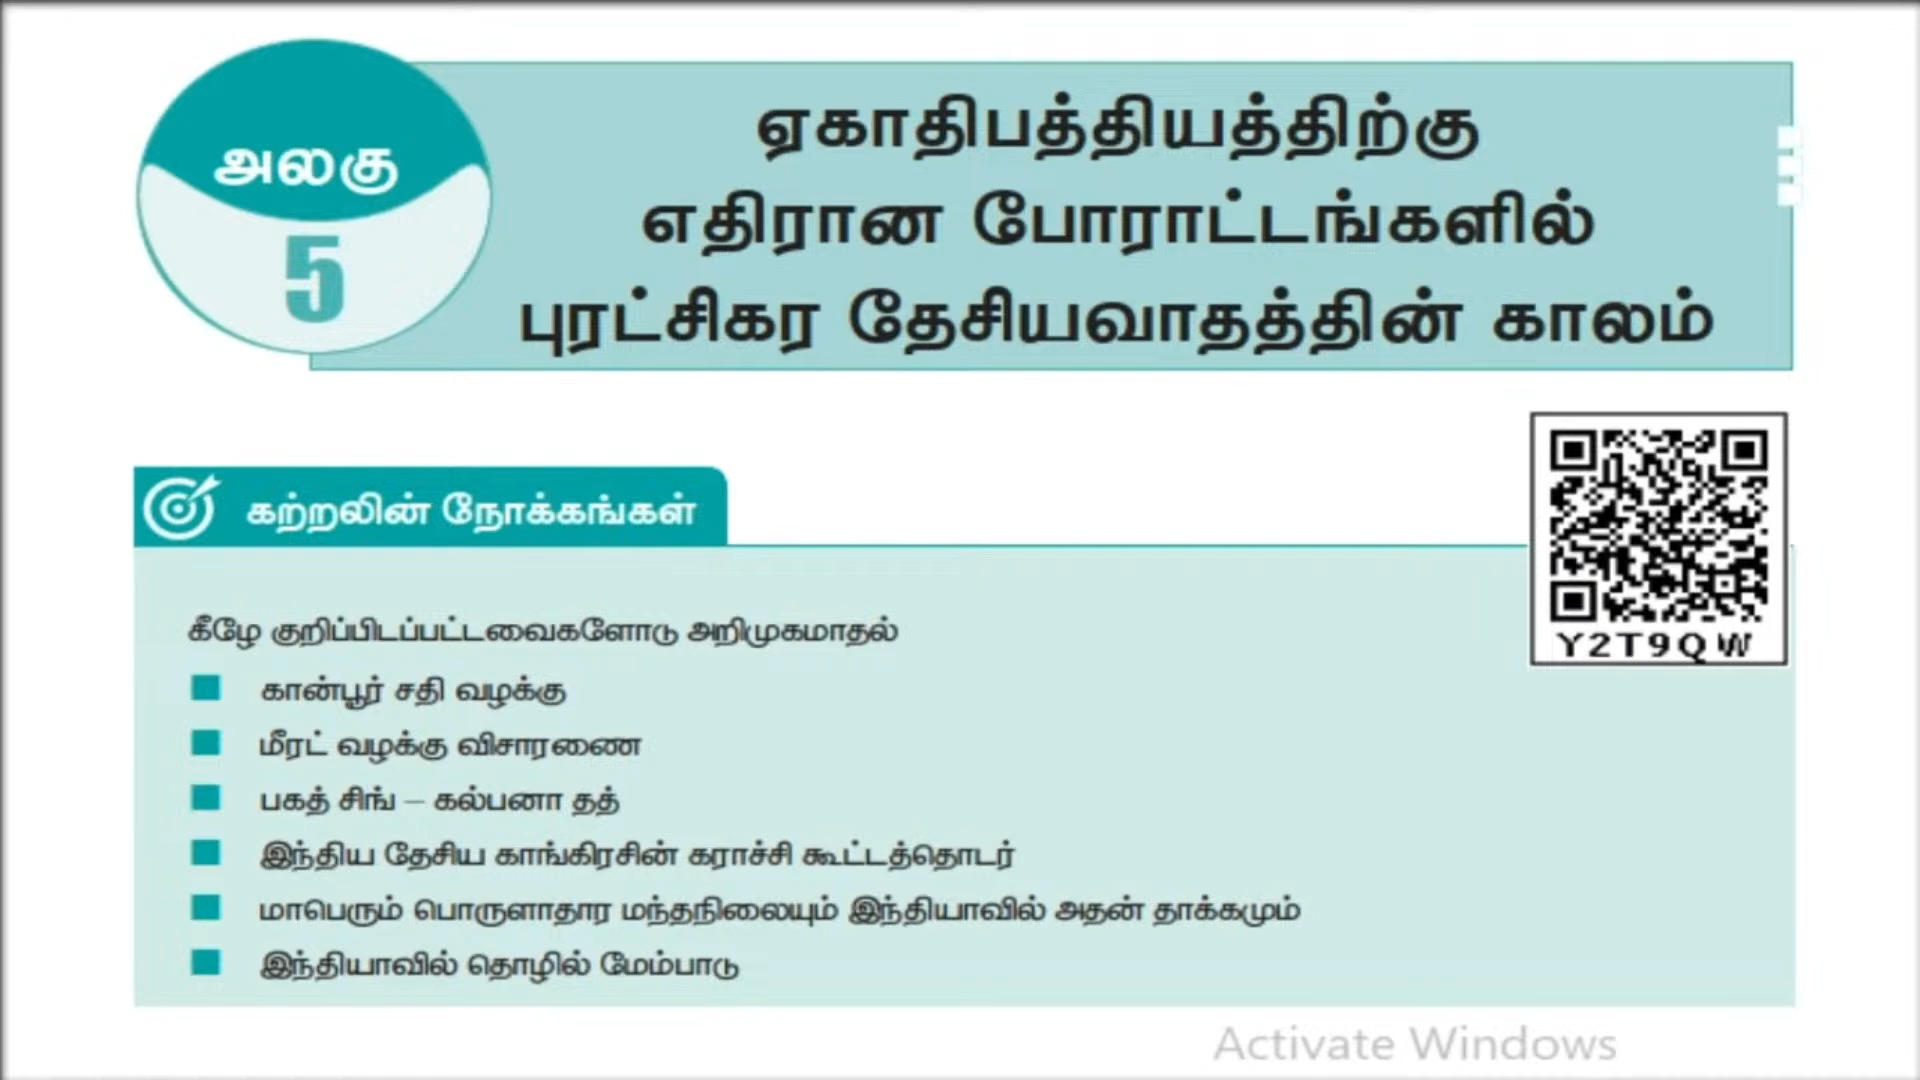 அலகு
5
ஏகாதிபத்தியத்திற்கு
எதிரான போராட்டங்களில்
புரட்சிகர தேசியவாதத்தின் காலம்
கற்றலின் நோக்கங்கள்
Y2T9QW
கீழே குறிப்பிடப்பட்டவைகளோடு அறிமுகமாதல்
கான்பூர் சதி வழக்கு
மீரட் வழக்கு விசாரணை
பகத் சிங் – கல்பனா தத்
இந்திய தேசிய காங்கிரசின் கராச்சி கூட்டத்தொடர்
மாபெரும் பொருளாதார மந்தநிலையும் இந்தியாவில் அதன் தாக்கமும்
இந்தியாவில் தொழில் மேம்பாடு
Activate Windows